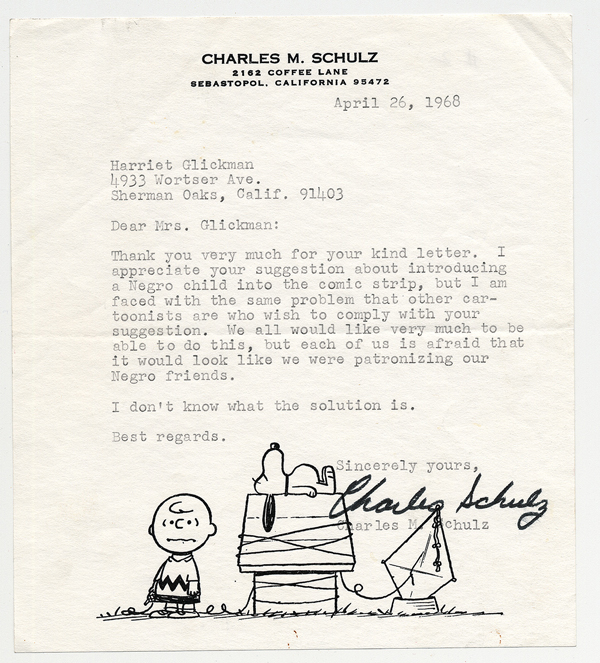 CHARLES M. SCHULZ
2162 COFFEE LANE
SEBASTOPOL, CALIFORNIA 95472
April 26, 1968
Harriet Glickman
4933 Wortser Ave.
Sherman Oaks, Calif. 91403
Dear Mrs. Glickman:
Thank you very much for your kind letter. I
appreciate your suggestion about introducing
a Negro child into the comic strip, but I am
faced with the same problem that other car-
toonists are who wish to comply with your
suggestion. We all would like very much to be
able to do this, but each of us is afraid that
it would look like we were patronizing our
Negro friends.
I don't know what the solution is.
Best regards.
Sincerely yours,
Charles Schulz
Charles M. Schulz